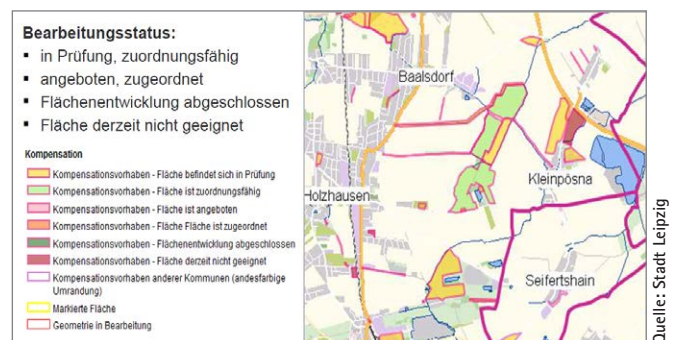 Bearbeitungsstatus:
▪ in Prüfung, zuordnungsfähig
▪ angeboten, zugeordnet
▪ Flächenentwicklung abgeschlossen
▪ Fläche derzeit nicht geeignet
Kompensation
Kompensationsvorhaben - Fläche befindet sich in Prüfung
Kompensationsvorhaben - Fläche ist zuordnungsfähig
Kompensationsvorhaben - Fläche ist angeboten
Kompensationsvorhaben - Fläche Fläche ist zugeordnet
Kompensationsvorhaben - Flächenentwicklung abgeschlossen
Kompensationsvorhaben - Fläche derzeit nicht geeignet
Kompensationsvorhaben anderer Kommunen (andesfarbige
Umrandung)
Markierte Fläche
Geometrie in Bearbeitung
Baalsdorf
Kleinpösna
Holzhausen
Seifertshain
Quelle: Stadt Leipzig